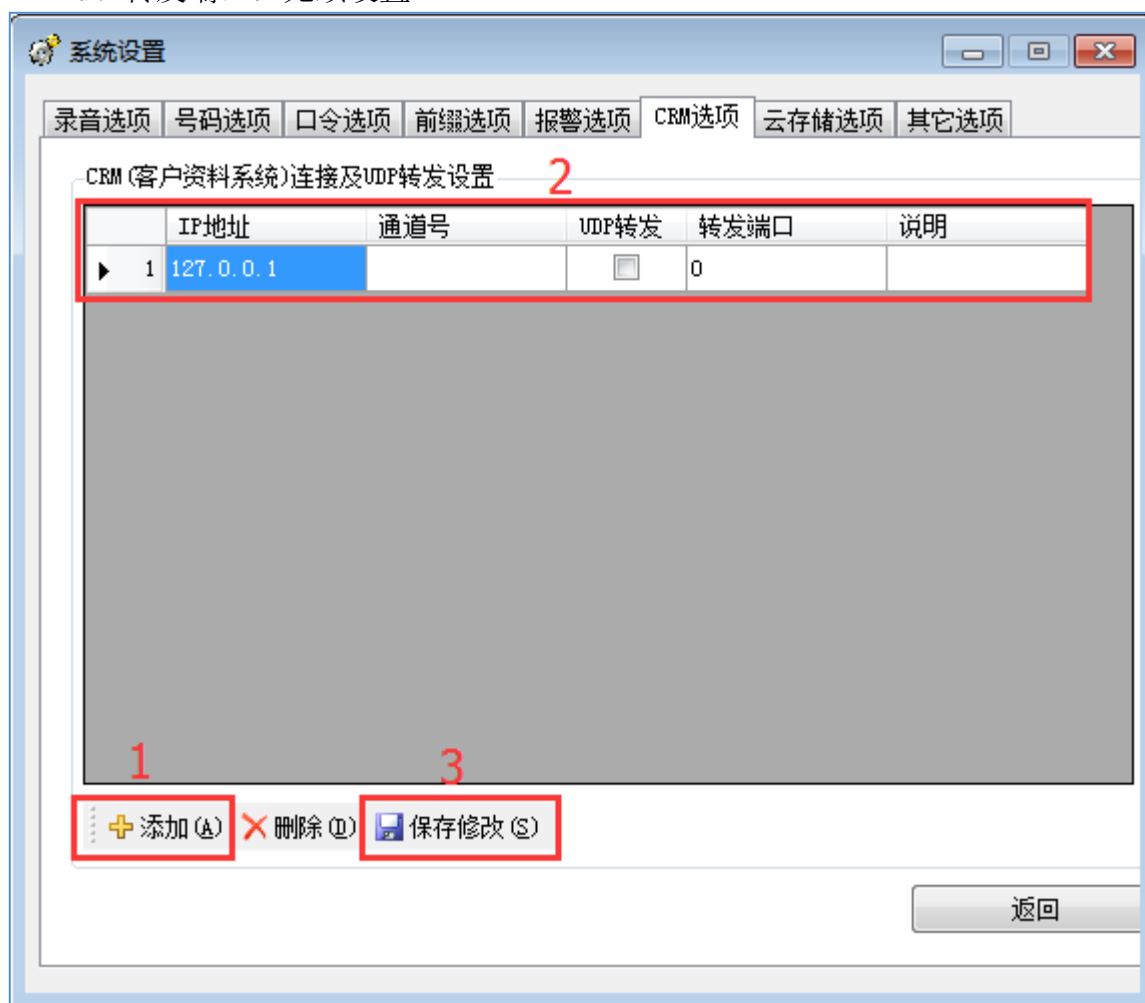 系统设置
录音选项 号码选项 口令选项 前缀选项 报警选项 CRM选项 云存储选项 其它选项
CRM(客户资料系统)连接及UDP转发设置 2
IP地址 通道号 UDP转发 转发端口 说明
1 127.0.0.1 0
1 3
添加(A) 删除(D) 保存修改(S)
返回